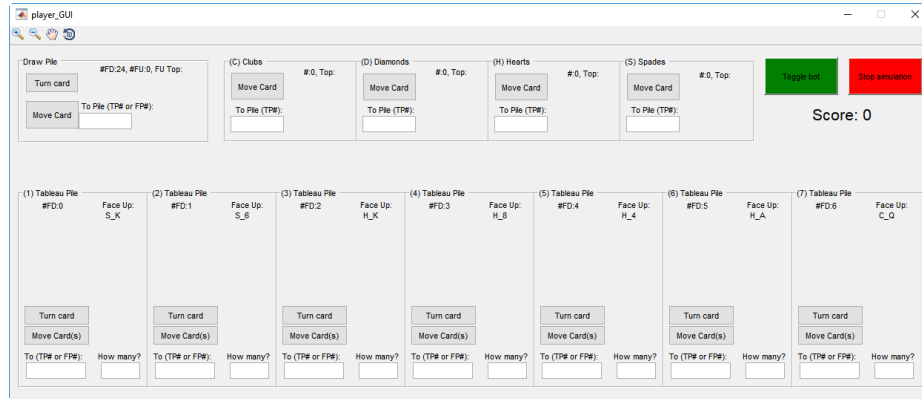 player_GUI
Draw Pile
#FD:24, #FU:0, FU Top:
Turn card
Move Card
To Pile (TP# or FP#):
(C) Clubs
#:0, Top:
Move Card
To Pile (TP#):
(D) Diamonds
#:0, Top:
Move Card
To Pile (TP#):
(H) Hearts
#:0, Top:
Move Card
To Pile (TP#):
(S) Spades
#:0, Top:
Move Card
To Pile (TP#):
Toggle bot
Stop simulation
Score: 0
(1) Tableau Pile
#FD:0
Face Up:
S_K
Turn card
Move Card(s)
To (TP# or FP#):
How many?
(2) Tableau Pile
#FD:1
Face Up:
S_6
Turn card
Move Card(s)
To (TP# or FP#):
How many?
(3) Tableau Pile
#FD:2
Face Up:
H_K
Turn card
Move Card(s)
To (TP# or FP#):
How many?
(4) Tableau Pile
#FD:3
Face Up:
H_8
Turn card
Move Card(s)
To (TP# or FP#):
How many?
(5) Tableau Pile
#FD:4
Face Up:
H_4
Turn card
Move Card(s)
To (TP# or FP#):
How many?
(6) Tableau Pile
#FD:5
Face Up:
H_A
Turn card
Move Card(s)
To (TP# or FP#):
How many?
(7) Tableau Pile
#FD:6
Face Up:
C_Q
Turn card
Move Card(s)
To (TP# or FP#):
How many?